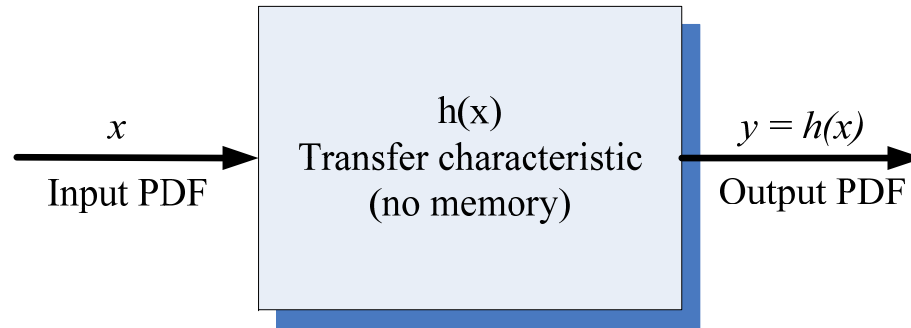 x
Input PDF
h(x)
Transfer characteristic
(no memory)
y = h(x)
Output PDF